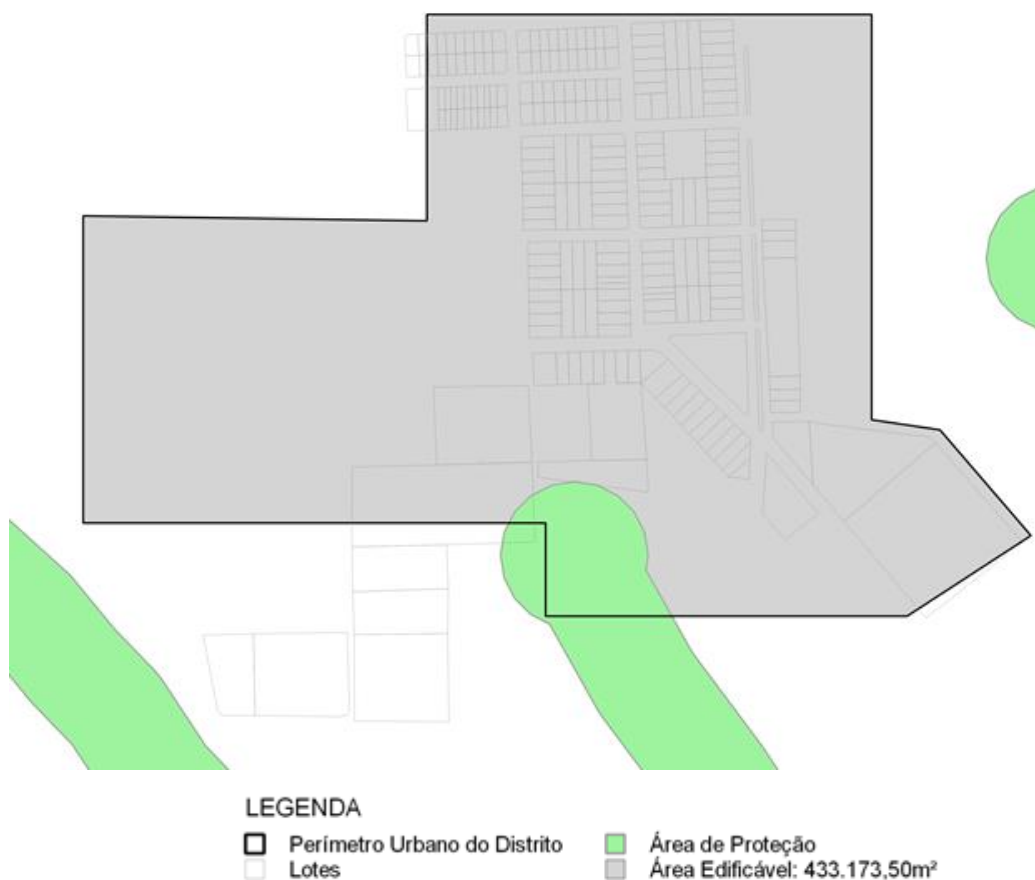 LEGENDA
Perímetro Urbano do Distrito
Lotes
Área de Proteção
Área Edificável: 433.173,50m²